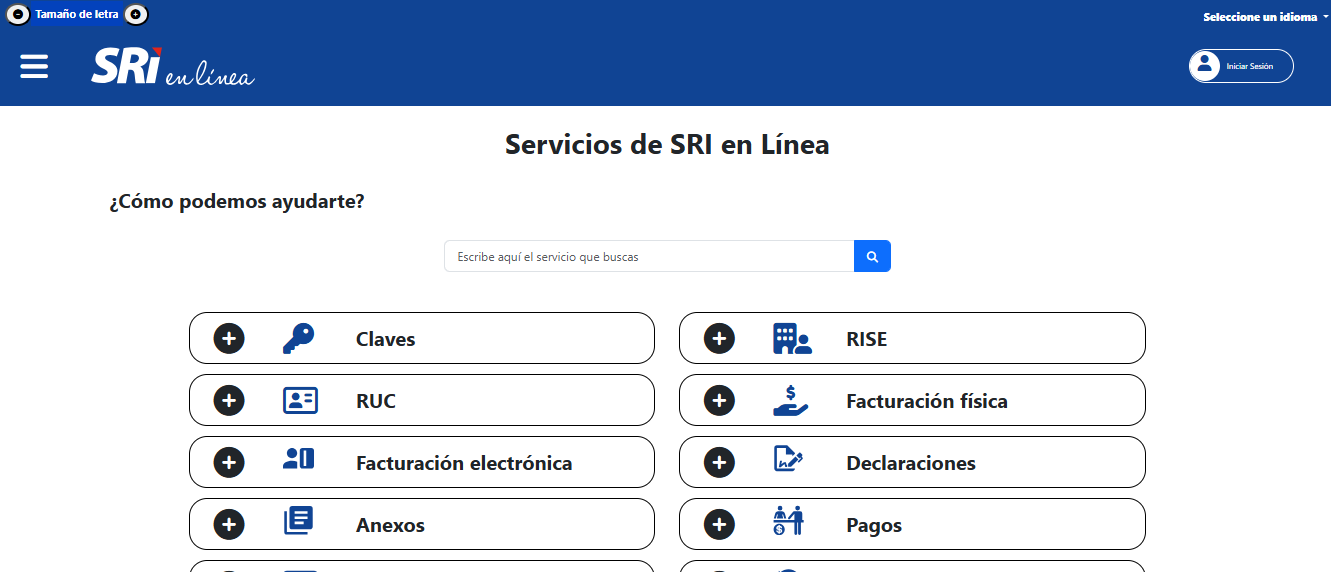 Tamaño de letra
Seleccione un idioma
SRi en línea
Iniciar Sesión
Servicios de SRI en Línea
¿Cómo podemos ayudarte?
Escribe aquí el servicio que buscas
Claves
RISE
RUC
Facturación física
Facturación electrónica
Declaraciones
Anexos
Pagos